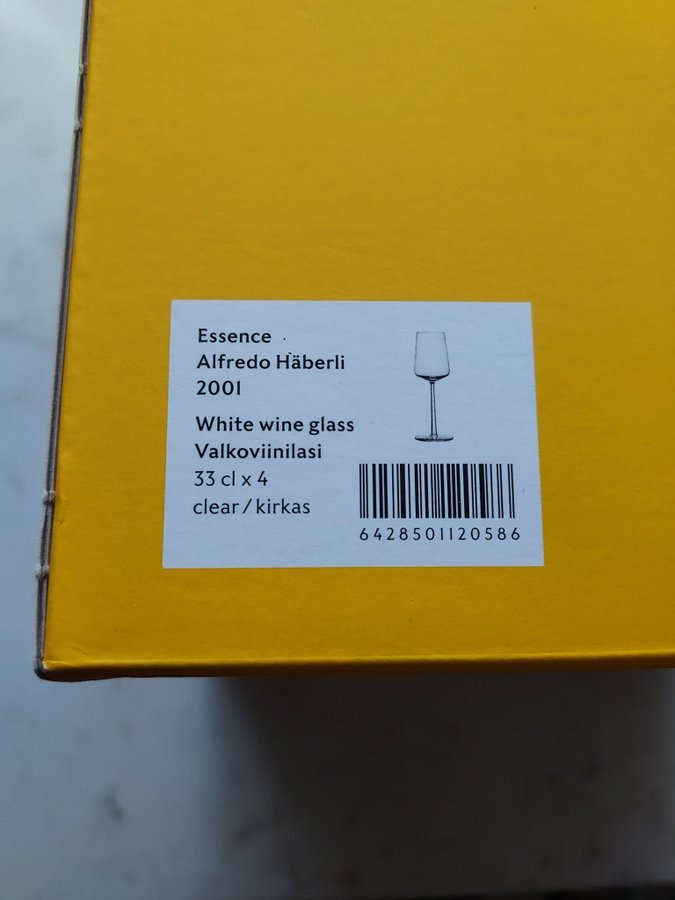 Essence
Alfredo Häberli
2001
White wine glass
Valkoviinilasi
33 cl x 4
clear / kirkas
6428501120586